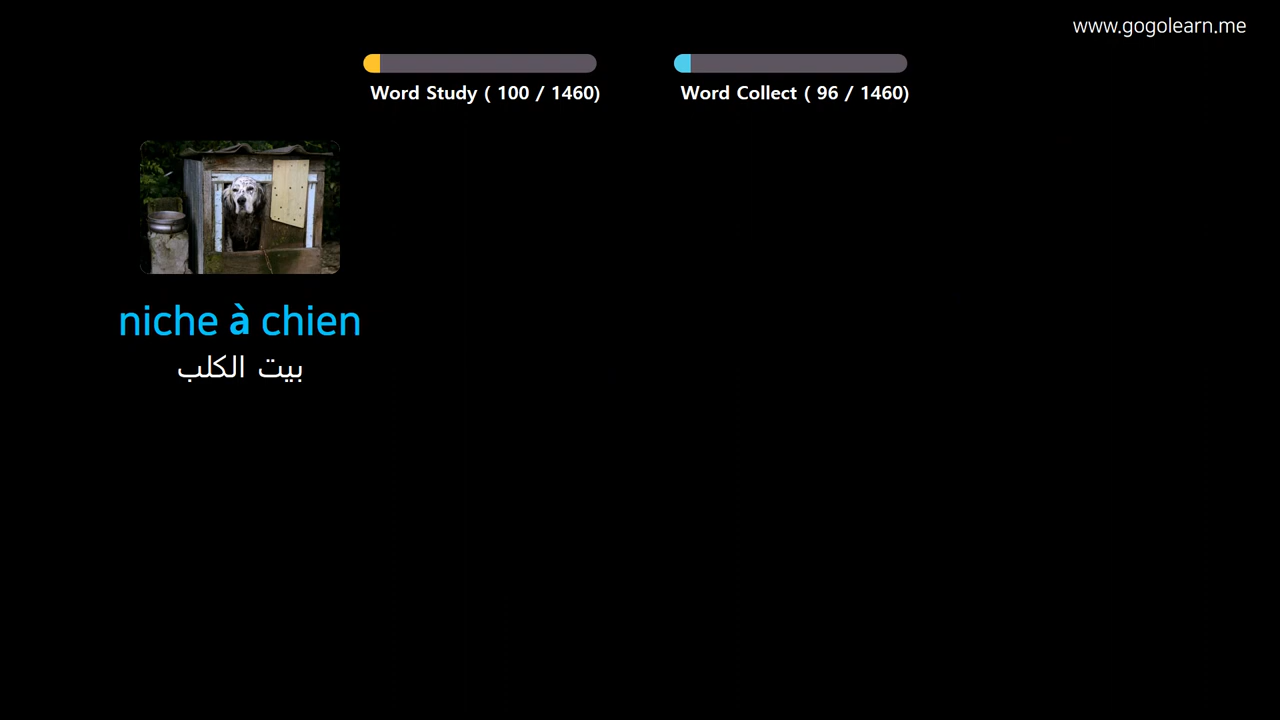 www.gogolearn.me
Word Study ( 100 / 1460)
Word Collect ( 96 / 1460)
niche à chien
بيت الكلب